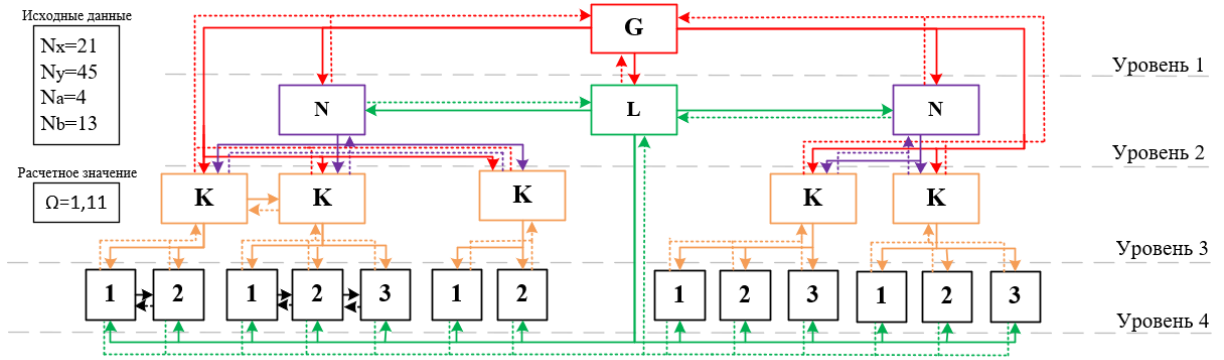 Исходные данные
Nx=21
Ny=45
Na=4
Nb=13
Расчетное значение
Ω=1,11
G
Уровень 1
N L N
Уровень 2
K K K K K
Уровень 3
1 2 1 2 3 1 2 1 2 3 1 2 3
Уровень 4